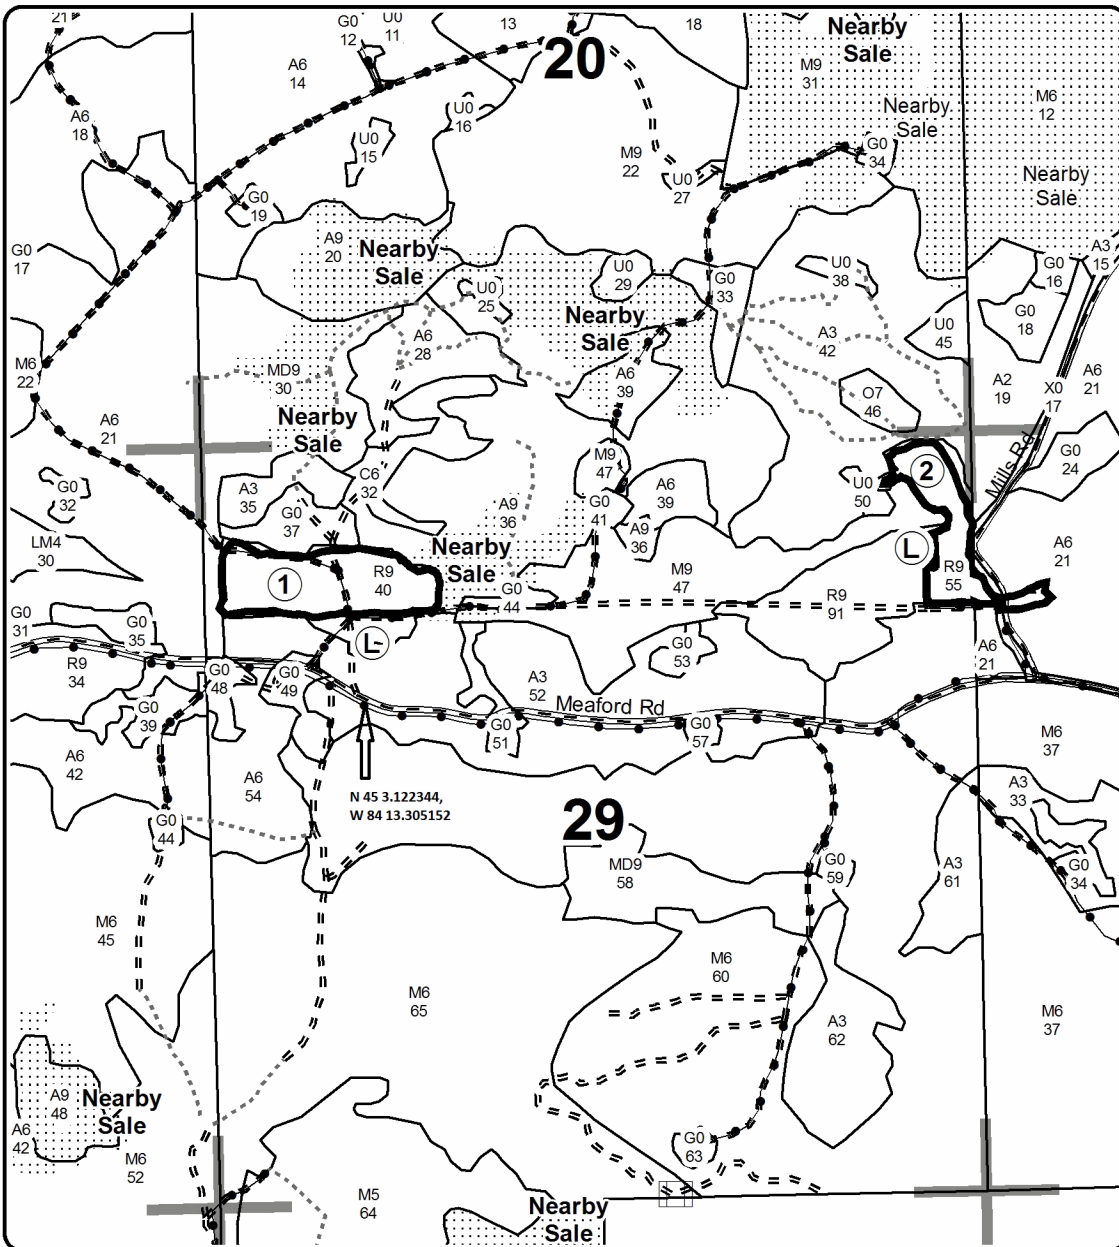 21
G0
12
U0
11
13
20
18
Nearby
Sale
M9
31
A6
14
M6
12
A6
18
U0
16
Nearby
Sale
U0
15
M9
22
G0
34
U0
27
Nearby
Sale
G0
19
G0
17
A9
20
Nearby
Sale
A3
15
U0
29
G0
33
U0
38
G0
16
U0
25
G0
18
Nearby
Sale
A6
28
A3
42
U0
45
M6
22
MD9
30
A6
39
O7
46
A2
19
X0
17
A6
21
A6
21
Nearby
Sale
G0
24
M9
47
2
Mills Rd
G0
32
A3
35
C6
32
U0
50
A6
39
G0
37
A9
36
G0
41
A9
36
LM4
30
Nearby
Sale
L
A6
21
1
R9
40
M9
47
R9
55
G0
44
R9
91
G0
31
G0
35
L
G0
53
A6
21
R9
34
G0
48
G0
49
A3
52
Meaford Rd
G0
39
G0
51
G0
57
M6
37
A6
42
A6
54
A3
33
N 45 3.122344,
W 84 13.305152
29
G0
44
MD9
58
G0
59
A3
61
G0
34
M6
45
M6
60
M6
65
A3
62
M6
37
A9
48
Nearby
Sale
A6
42
M6
52
G0
63
M5
64
Nearby
Sale